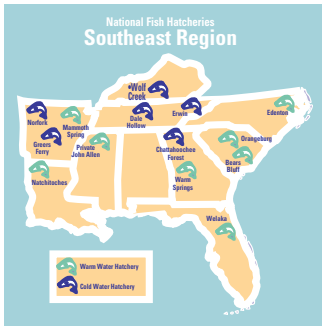 National Fish Hatcheries
Southeast Region
•Wolf
Creek
Norfork
Mammoth
Spring
Dale
Hollow
Erwin
Edenton
Greers
Ferry
Private
John Allen
Chattahoochee
Forest
Orangeburg
Bears
Bluff
Natchitoches
Warm
Springs
Welaka
Warm Water Hatchery
Cold Water Hatchery